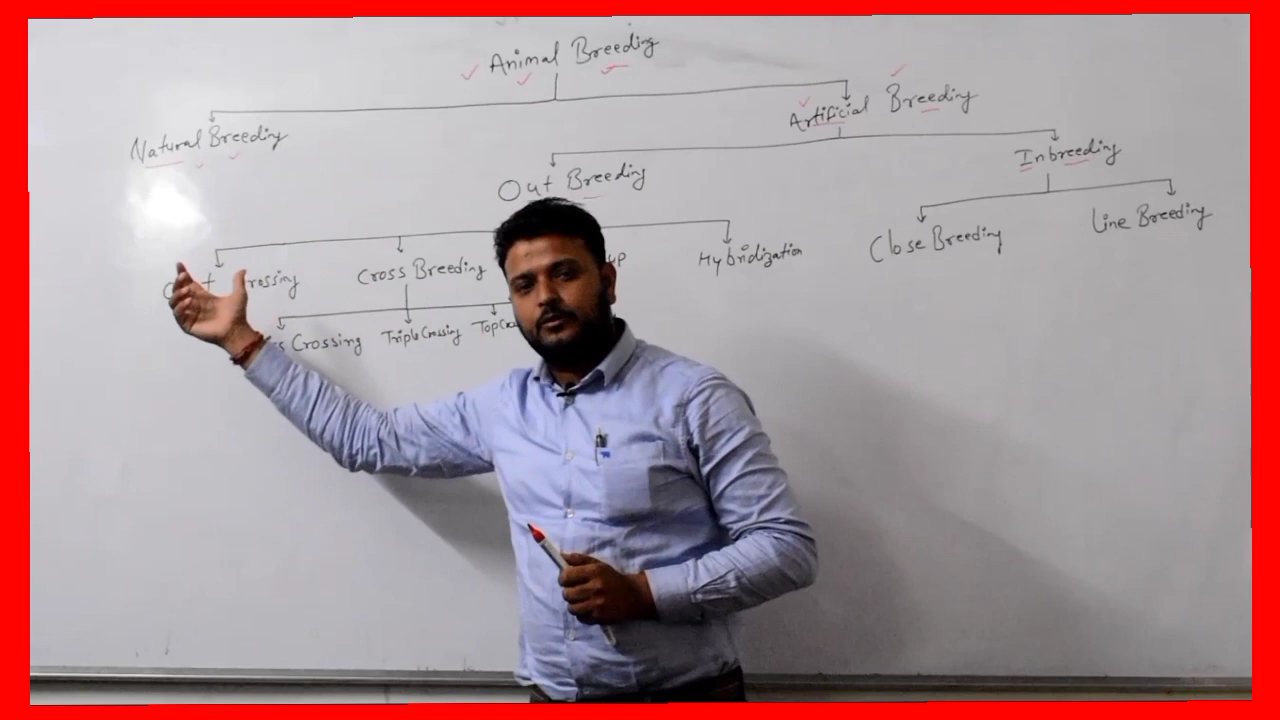 Animal Breeding
Natural Breeding
Artificial Breeding
Out Breeding
Inbreeding
Close Breeding
Line Breeding
Cross Breeding
Hybridization
Crossing
Triple Crossing